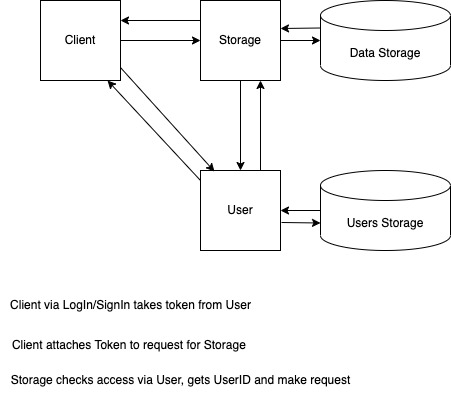 Client
Storage
Data Storage
User
Users Storage
Client via LogIn/SignIn takes token from User
Client attaches Token to request for Storage
Storage checks access via User, gets UserID and make request